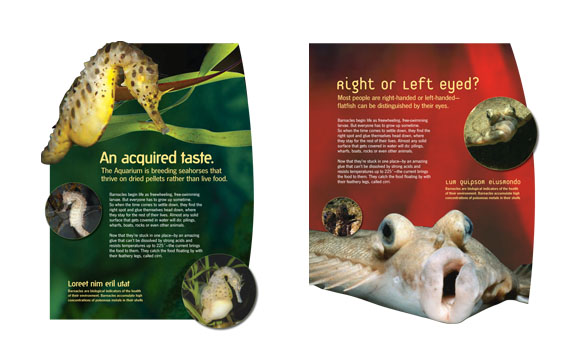 An acquired taste.
The Aquarium is breeding seahorses that
thrive on dried pellets rather than live food.
Barnacles begin life as freewheeling, free-swimming
larvae. But everyone has to grow up sometime.
So when the time comes to settle down, they find the
right spot and glue themselves head down, where
they stay for the rest of their lives. Almost any solid
surface that gets covered in water will do: pilings,
wharfs, boats, rocks or even other animals.
Now that they're stuck in one place—by an amazing
glue that can't be dissolved by strong acids and
resists temperatures up to 225°—the current brings
the food to them. They catch the food floating by with
their feathery legs, called cirri.
Loreet nim eril utat
Barnacles are biological indicators of the health
of their environment. Barnacles accumulate high
concentrations of poisonous metals in their shells
Right or Left eyed?
Most people are right-handed or left-handed—
flatfish can be distinguished by their eyes.
Barnacles begin life as freewheeling, free-swimming
larvae. But everyone has to grow up sometime.
So when the time comes to settle down, they find the
right spot and glue themselves head down, where
they stay for the rest of their lives. Almost any solid
surface that gets covered in water will do: pilings,
wharfs, boats, rocks or even other animals.
Now that they're stuck in one place—by an amazing
glue that can't be dissolved by strong acids and
resists temperatures up to 225°—the current brings
the food to them. They catch the food floating by with
their feathery legs, called cirri.
Lum quipsom eiusmondo
Barnacles are biological indicators of the health
of their environment. Barnacles accumulate high
concentrations of poisonous metals in their shells